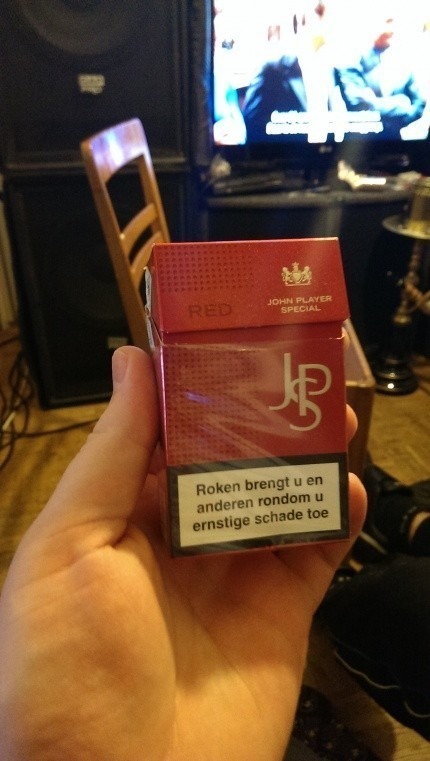 RED
JOHN PLAYER
SPECIAL
JPS
Roken brengt u en
anderen rondom u
ernstige schade toe